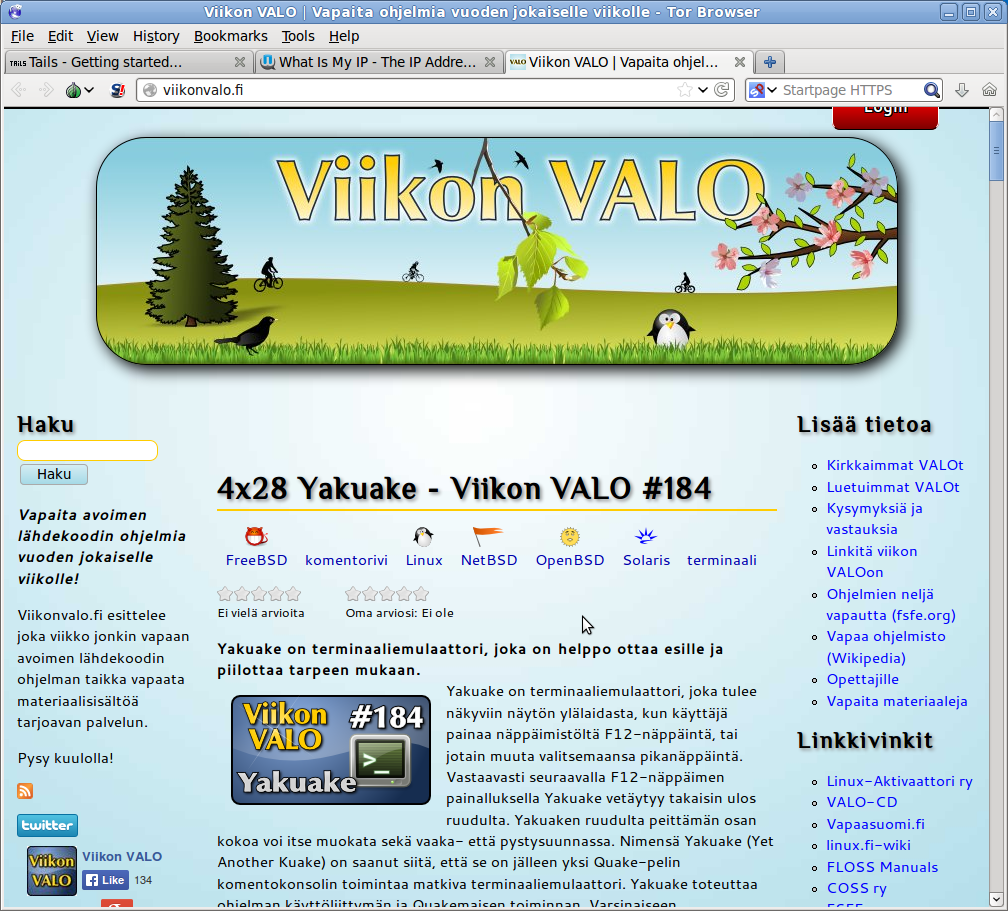 Viikon VALO | Vapaita ohjelmia vuoden jokaiselle viikolle - Tor Browser
File Edit View History Bookmarks Tools Help
TAILS Tails - Getting started...
What Is My IP - The IP Addre...
VALO Viikon VALO | Vapaita ohjel...
viikonvalo.fi
Startpage HTTPS
Login
Viikon VALO
Haku
Haku
Vapaita avoimen
lähdekoodin ohjelmia
vuoden jokaiselle
viikolle!
Viikonvalo.fi esittelee
joka viikko jonkin vapaan
avoimen lähdekoodin
ohjelman taikka vapaata
materiaalisisältöä
tarjoavan palvelun.
Pysy kuulolla!
twitter
Viikon VALO
Viikon VALO
Like 134
4x28 Yakuake - Viikon VALO #184
FreeBSD komentorivi Linux NetBSD OpenBSD Solaris terminaali
Ei vielä arvioita
Oma arviosi: Ei ole
Yakuake on terminaaliemulaattori, joka on helppo ottaa esille ja
piilottaa tarpeen mukaan.
Viikon VALO #184
>_
Yakuake
Yakuake on terminaaliemulaattori, joka tulee
näkyviin näytön ylälaidasta, kun käyttäjä
painaa näppäimistöltä F12-näppäintä, tai
jotain muuta valitsemaansa pikanäppäintä.
Vastaavasti seuraavalla F12-näppäimen
painalluksella Yakuake vetäytyy takaisin ulos
ruudulta. Yakuaken ruudulta peittämän osan
kokoa voi itse muokata sekä vaaka- että pystysuunnassa. Nimensä Yakuake (Yet
Another Kuake) on saanut siitä, että se on jälleen yksi Quake-pelin
komentokonsolin toimintaa matkiva terminaaliemulaattori. Yakuake toteuttaa
ohjelman käyttöliittymän ja Quakemaisen toiminnan. Varsinaiseen
Lisää tietoa
Kirkkaimmat VALOt
Luetuimmat VALOt
Kysymyksiä ja
vastauksia
Linkitä viikon
VALOon
Ohjelmien neljä
vapautta (fsfe.org)
Vapaa ohjelmisto
(Wikipedia)
Opettajille
Vapaita materiaaleja
Linkkivinkit
Linux-Aktivaattori ry
VALO-CD
Vapaasuomi.fi
linux.fi-wiki
FLOSS Manuals
COSS ry